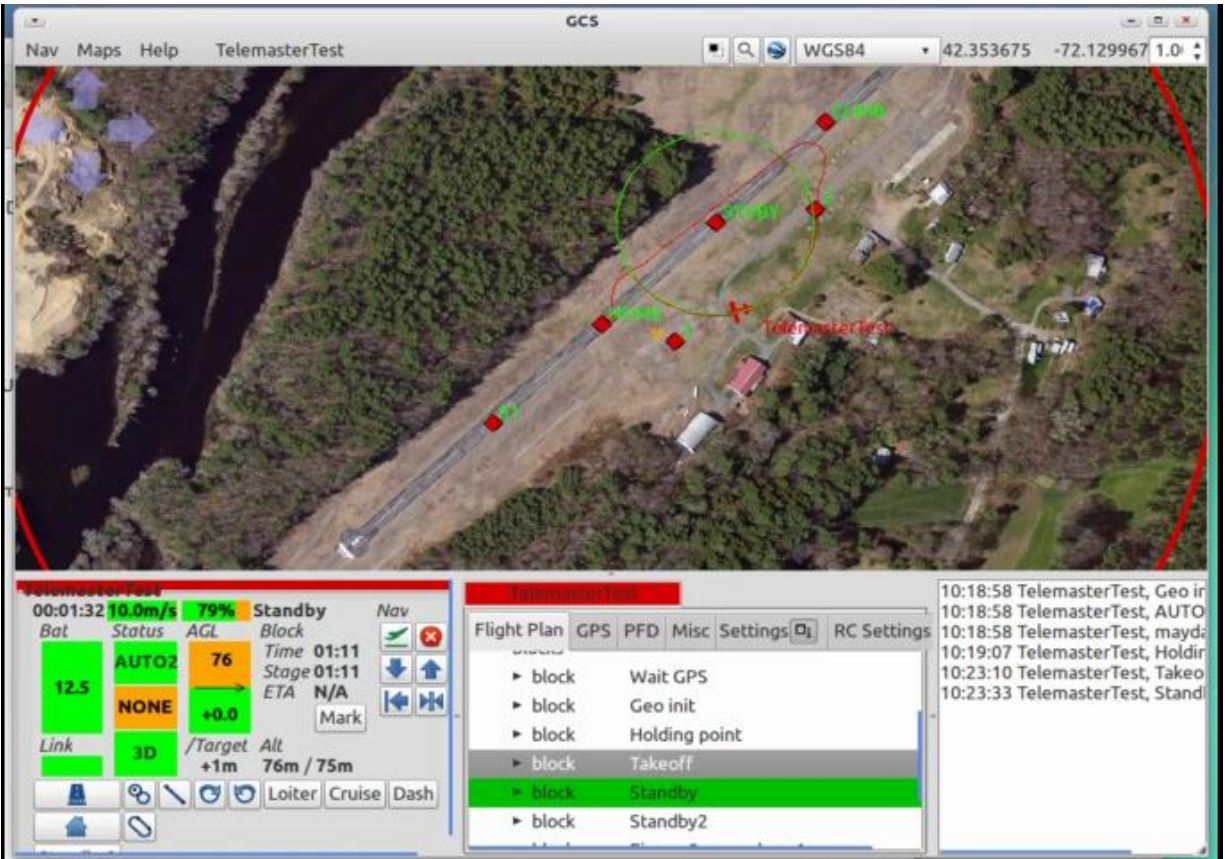 GCS
Nav Maps Help TelemasterTest WGS84 42.353675 -72.129967 1.0
CLIMB
STDBY
HOME
TelemasterTest
TelemasterTest
00:01:32 10.0m/s 79% Standby Nav
Bat Status AGL Block
Time 01:11
AUTO2 76 Stage 01:11
12.5 ETA N/A
NONE +0.0 Mark
Link 3D /Target Alt
+1m 76m / 75m
Loiter Cruise Dash
TelemasterTest
Flight Plan GPS PFD Misc Settings RC Settings
block Wait GPS
block Geo init
block Holding point
block Takeoff
block Standby
block Standby2
10:18:58 TelemasterTest, Geo in
10:18:58 TelemasterTest, AUTO
10:18:58 TelemasterTest, mayda
10:19:07 TelemasterTest, Holdin
10:23:10 TelemasterTest, Takeo
10:23:33 TelemasterTest, Stand